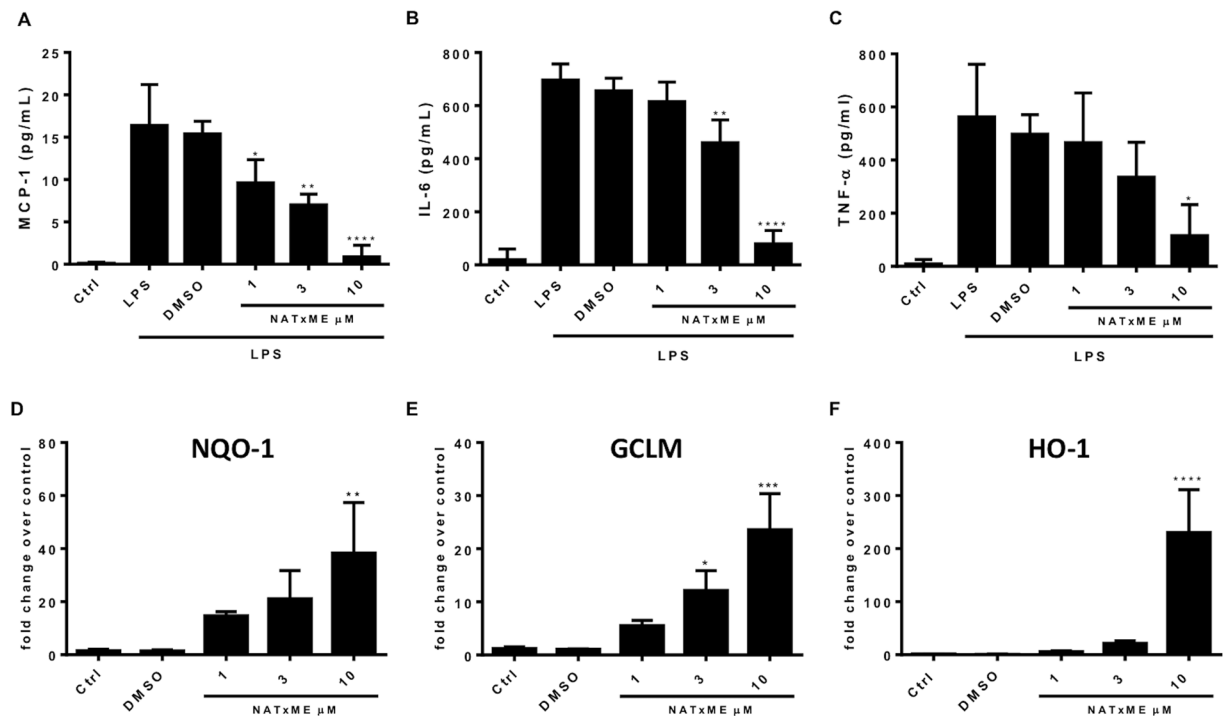 A
MCP-1 (pg/mL)
25
20
15
10
5
0
Ctrl
LPS
DMSO
1
3
10
*
**
****
NATxME μM
LPS
B
IL-6 (pg/mL)
800
600
400
200
0
Ctrl
LPS
DMSO
1
3
10
**
****
NATxME μM
LPS
C
TNF-α (pg/ml)
800
600
400
200
0
Ctrl
LPS
DMSO
1
3
10
*
NATxME μM
LPS
D
NQO-1
fold change over control
80
60
40
20
0
Ctrl
DMSO
1
3
10
**
NATxME μM
E
GCLM
fold change over control
40
30
20
10
0
Ctrl
DMSO
1
3
10
*
***
NATxME μM
F
HO-1
fold change over control
400
300
200
100
0
Ctrl
DMSO
1
3
10
****
NATxME μM